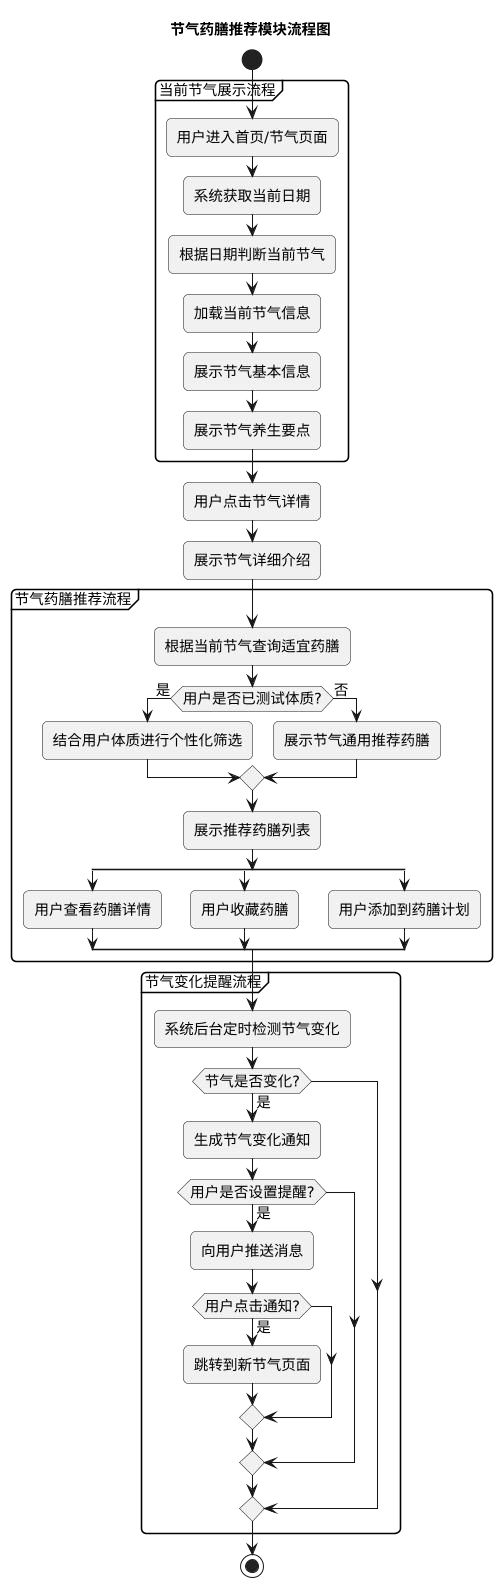 节气药膳推荐模块流程图
当前节气展示流程
用户进入首页/节气页面
系统获取当前日期
根据日期判断当前节气
加载当前节气信息
展示节气基本信息
展示节气养生要点
用户点击节气详情
展示节气详细介绍
节气药膳推荐流程
根据当前节气查询适宜药膳
用户是否已测试体质?
是
否
结合用户体质进行个性化筛选
展示节气通用推荐药膳
展示推荐药膳列表
用户查看药膳详情
用户收藏药膳
用户添加到药膳计划
节气变化提醒流程
系统后台定时检测节气变化
节气是否变化?
是
生成节气变化通知
用户是否设置提醒?
是
向用户推送消息
用户点击通知?
是
跳转到新节气页面